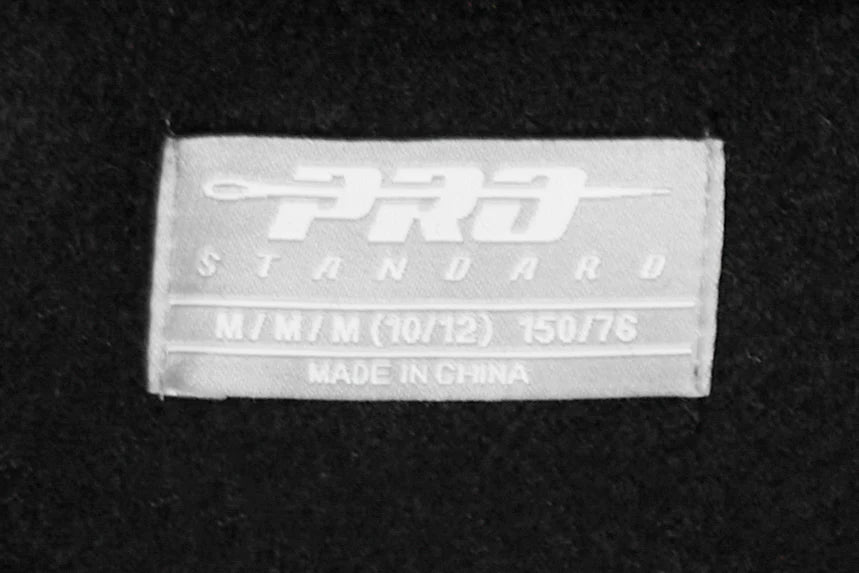 PRO
STANDARD
M / M / M (10/12) 150/76
MADE IN CHINA